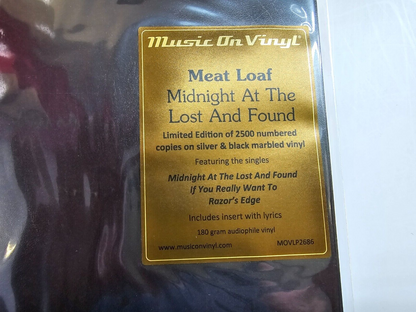 Music On Vinyl
Meat Loaf
Midnight At The
Lost And Found
Limited Edition of 2500 numbered
copies on silver & black marbled vinyl
Featuring the singles
Midnight At The Lost And Found
If You Really Want To
Razor's Edge
Includes insert with lyrics
180 gram audiophile vinyl
www.musiconvinyl.com MOVLP2686